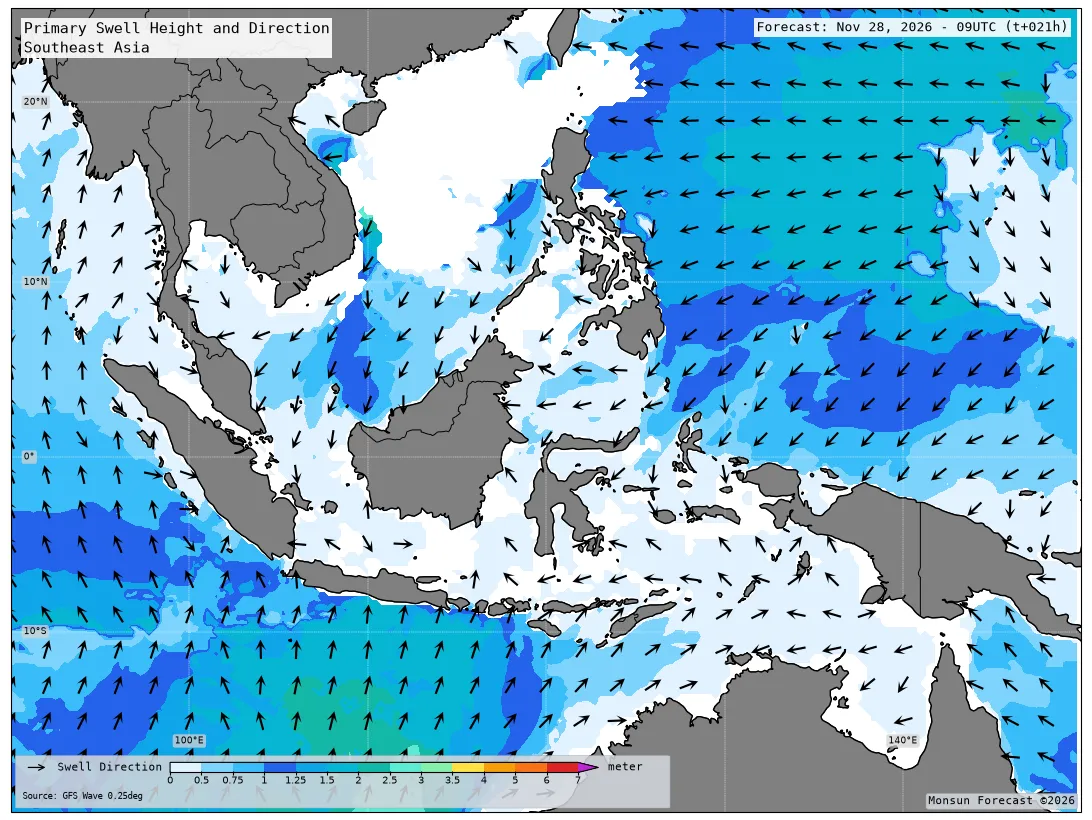 Primary Swell Height and Direction
Southeast Asia
Forecast: Nov 28, 2026 - 09UTC (t+021h)
20°N
10°N
0°
10°S
100°E
140°E
Swell Direction
0 0.5 0.75 1 1.25 1.5 2 2.5 3 3.5 4 5 6 7
meter
Source: GFS Wave 0.25deg
Monsun Forecast ©2026